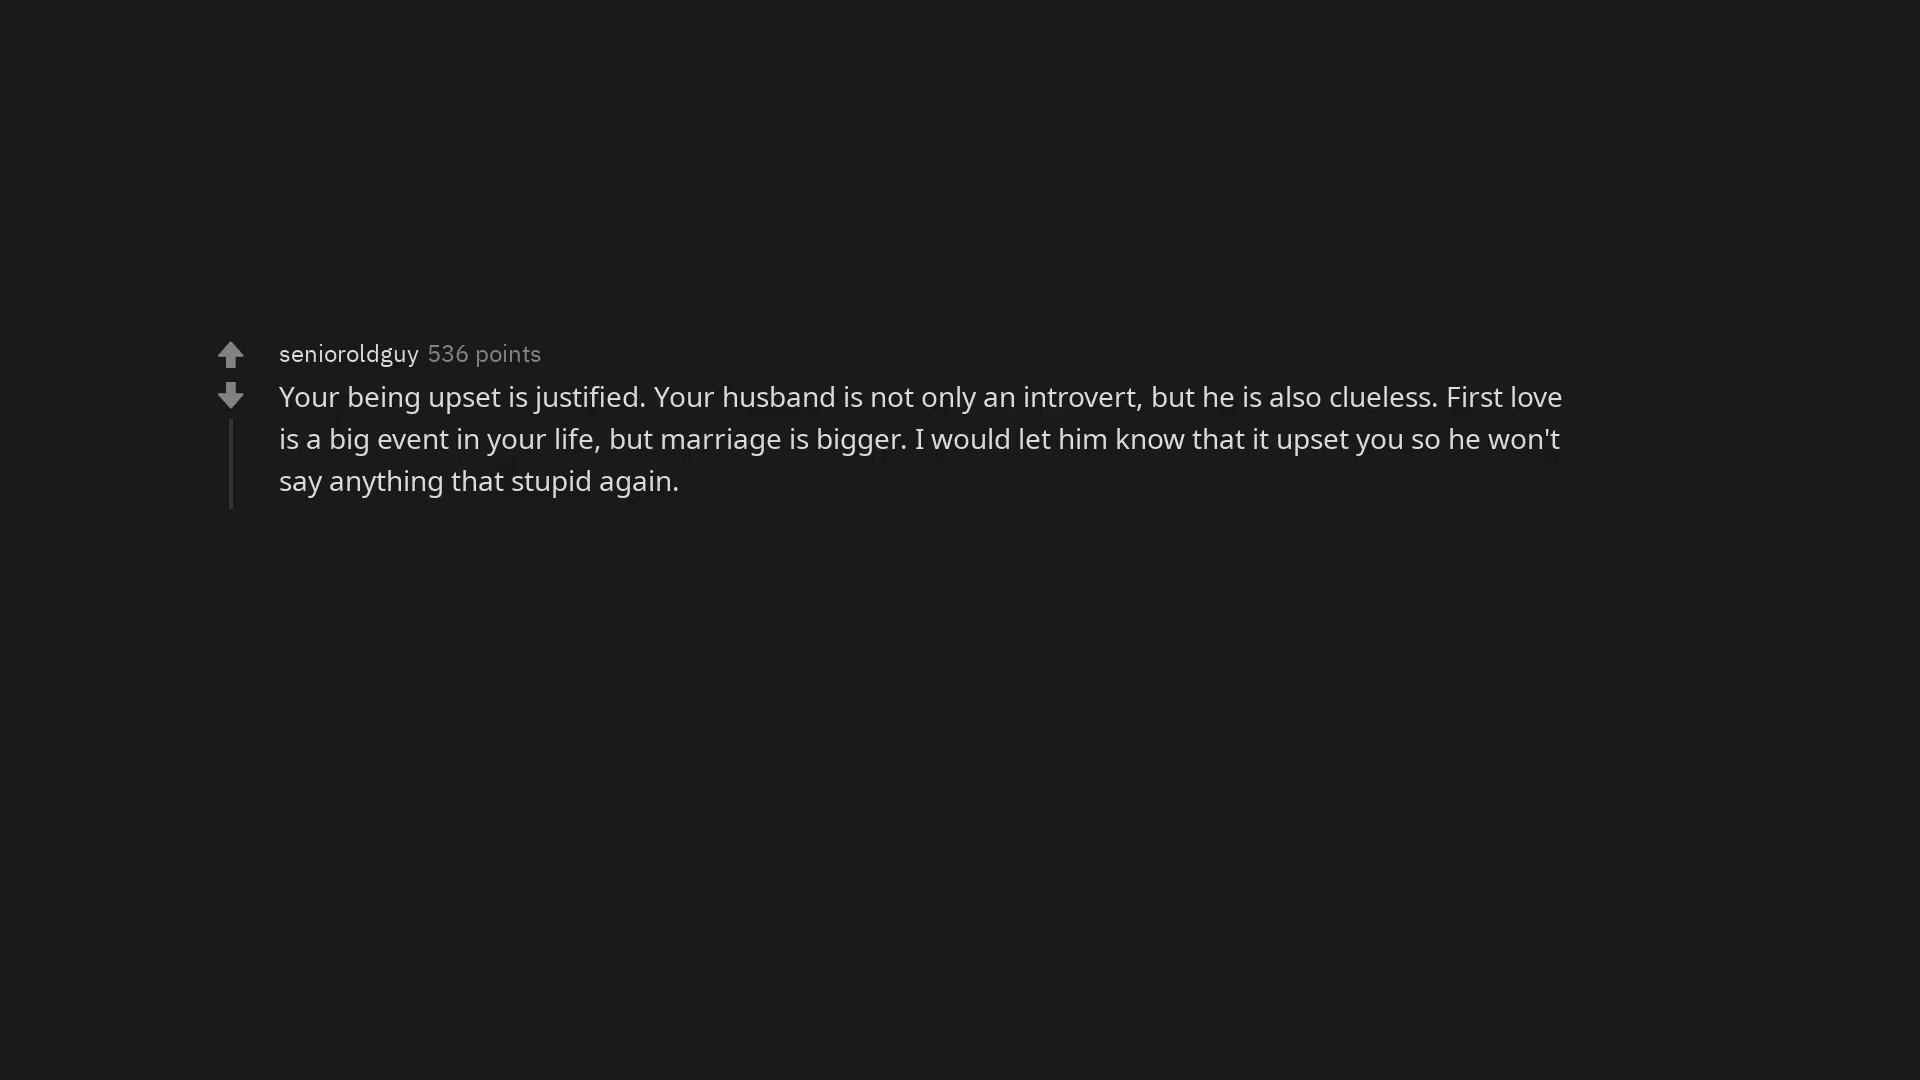 senioroldguy 536 points
Your being upset is justified. Your husband is not only an introvert, but he is also clueless. First love
is a big event in your life, but marriage is bigger. I would let him know that it upset you so he won't
say anything that stupid again.